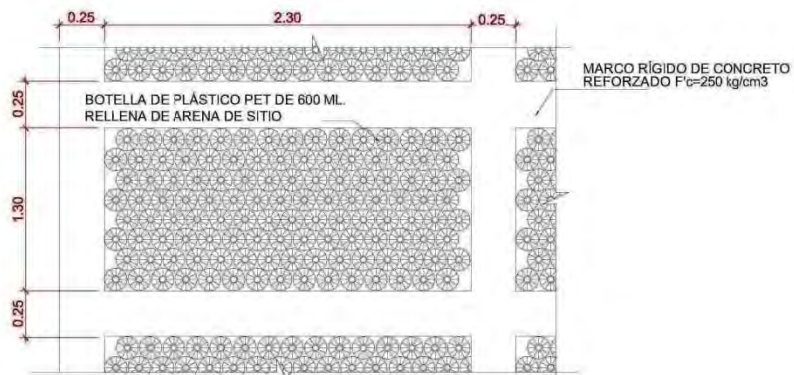 0.25 2.30 0.25
MARCO RÍGIDO DE CONCRETO
REFORZADO F'c=250 kg/cm3
0.25
BOTELLA DE PLÁSTICO PET DE 600 ML.
RELLENA DE ARENA DE SITIO
1.30
0.25